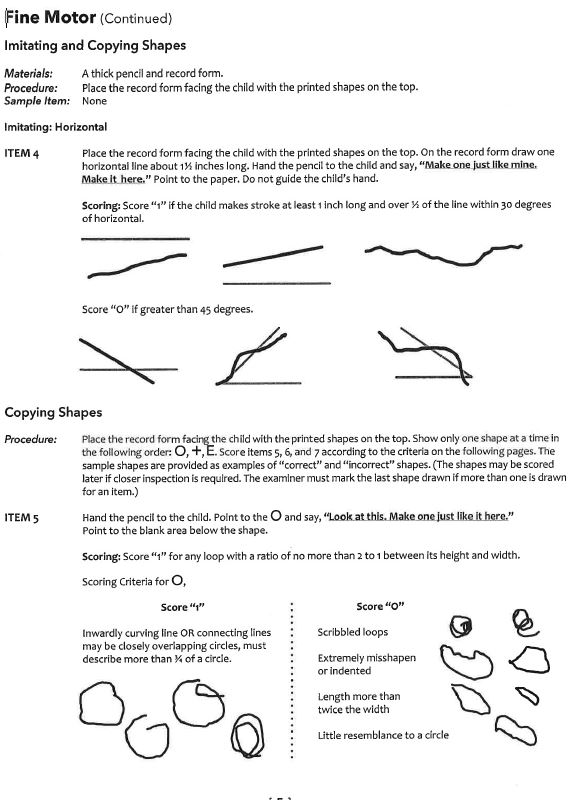 Fine Motor (Continued)
Imitating and Copying Shapes
Materials: A thick pencil and record form.
Procedure: Place the record form facing the child with the printed shapes on the top.
Sample Item: None
Imitating: Horizontal
ITEM 4 Place the record form facing the child with the printed shapes on the top. On the record form draw one
horizontal line about 1½ inches long. Hand the pencil to the child and say, “Make one just like mine.
Make it here.” Point to the paper. Do not guide the child’s hand.
Scoring: Score “1” if the child makes stroke at least 1 inch long and over ½ of the line within 30 degrees
of horizontal.
Score “0” if greater than 45 degrees.
Copying Shapes
Procedure: Place the record form facing the child with the printed shapes on the top. Show only one shape at a time in
the following order: O, +, E. Score items 5, 6, and 7 according to the criteria on the following pages. The
sample shapes are provided as examples of “correct” and “incorrect” shapes. (The shapes may be scored
later if closer inspection is required. The examiner must mark the last shape drawn if more than one is drawn
for an item.)
ITEM 5 Hand the pencil to the child. Point to the O and say, “Look at this. Make one just like it here.”
Point to the blank area below the shape.
Scoring: Score “1” for any loop with a ratio of no more than 2 to 1 between its height and width.
Scoring Criteria for O,
Score “1”
Inwardly curving line OR connecting lines
may be closely overlapping circles, must
describe more than ¾ of a circle.
Score “0”
Scribbled loops
Extremely misshapen
or indented
Length more than
twice the width
Little resemblance to a circle